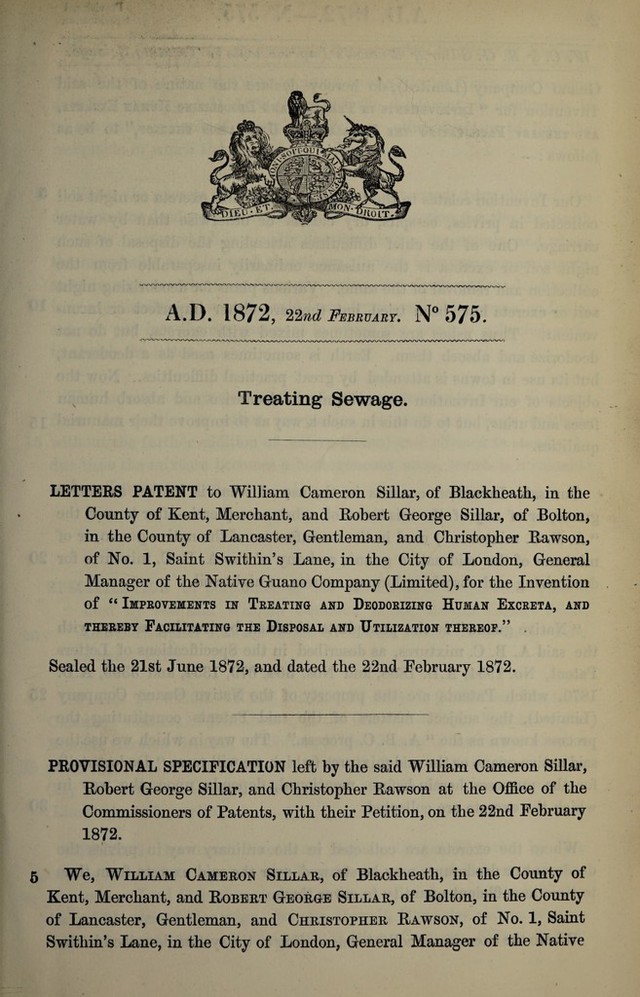 DIEU ET MON DROIT.
A.D. 1872, 22nd FEBRUARY. Nº 575.
Treating Sewage.
LETTERS PATENT to William Cameron Sillar, of Blackheath, in the
County of Kent, Merchant, and Robert George Sillar, of Bolton,
in the County of Lancaster, Gentleman, and Christopher Rawson,
of No. 1, Saint Swithin's Lane, in the City of London, General
Manager of the Native Guano Company (Limited), for the Invention
of "IMPROVEMENTS IN TREATING AND DEODORIZING HUMAN EXCRETA, AND
THEREBY FACILITATING THE DISPOSAL AND UTILIZATION THEREOF."
Sealed the 21st June 1872, and dated the 22nd February 1872.
PROVISIONAL SPECIFICATION left by the said William Cameron Sillar,
Robert George Sillar, and Christopher Rawson at the Office of the
Commissioners of Patents, with their Petition, on the 22nd February
1872.
5 We, WILLIAM CAMERON SILLAR, of Blackheath, in the County of
Kent, Merchant, and ROBERT GEORGE SILLAR, of Bolton, in the County
of Lancaster, Gentleman, and CHRISTOPHER RAWSON, of No. 1, Saint
Swithin's Lane, in the City of London, General Manager of the Native